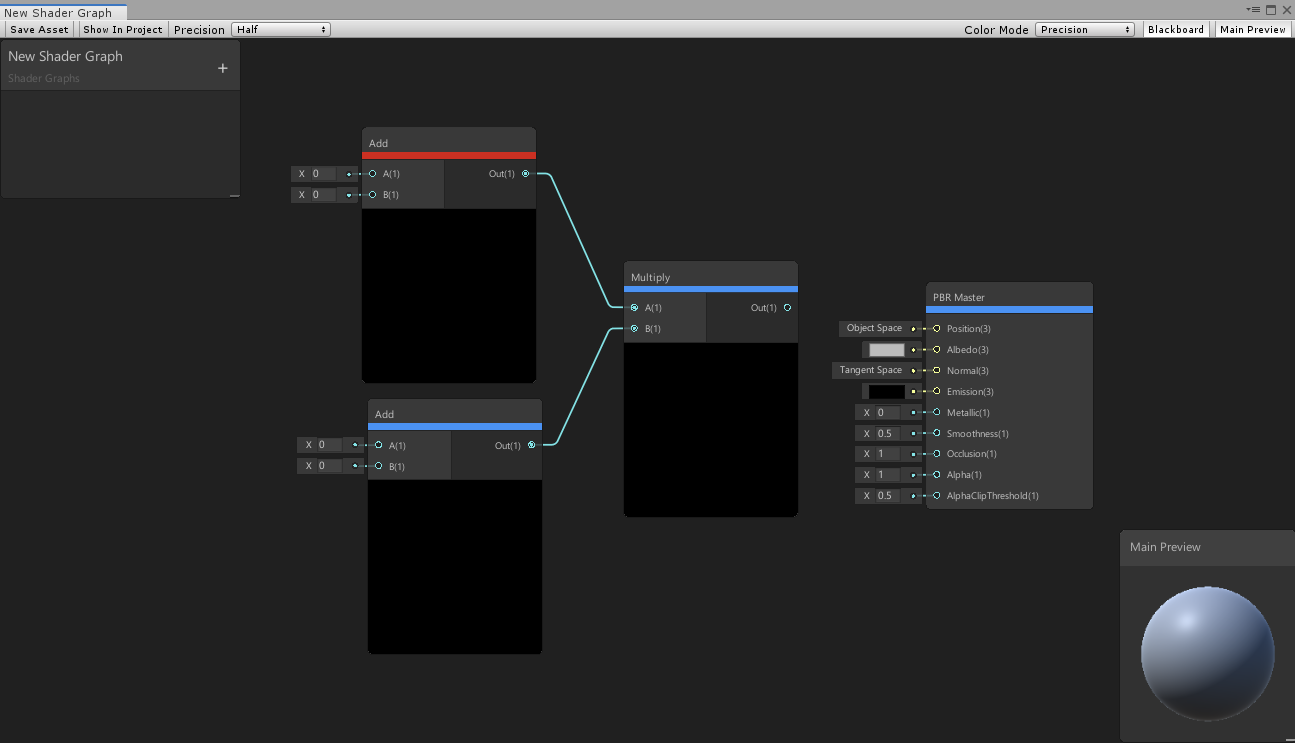 New Shader Graph
Save Asset Show In Project Precision Half Color Mode Precision Blackboard Main Preview
New Shader Graph
+
Shader Graphs
Add
X 0 A(1) Out(1)
X 0 B(1)
Multiply
A(1) Out(1)
B(1)
Add
X 0 A(1) Out(1)
X 0 B(1)
PBR Master
Object Space Position(3)
Albedo(3)
Tangent Space Normal(3)
Emission(3)
X 0 Metallic(1)
X 0.5 Smoothness(1)
X 1 Occlusion(1)
X 1 Alpha(1)
X 0.5 AlphaClipThreshold(1)
Main Preview